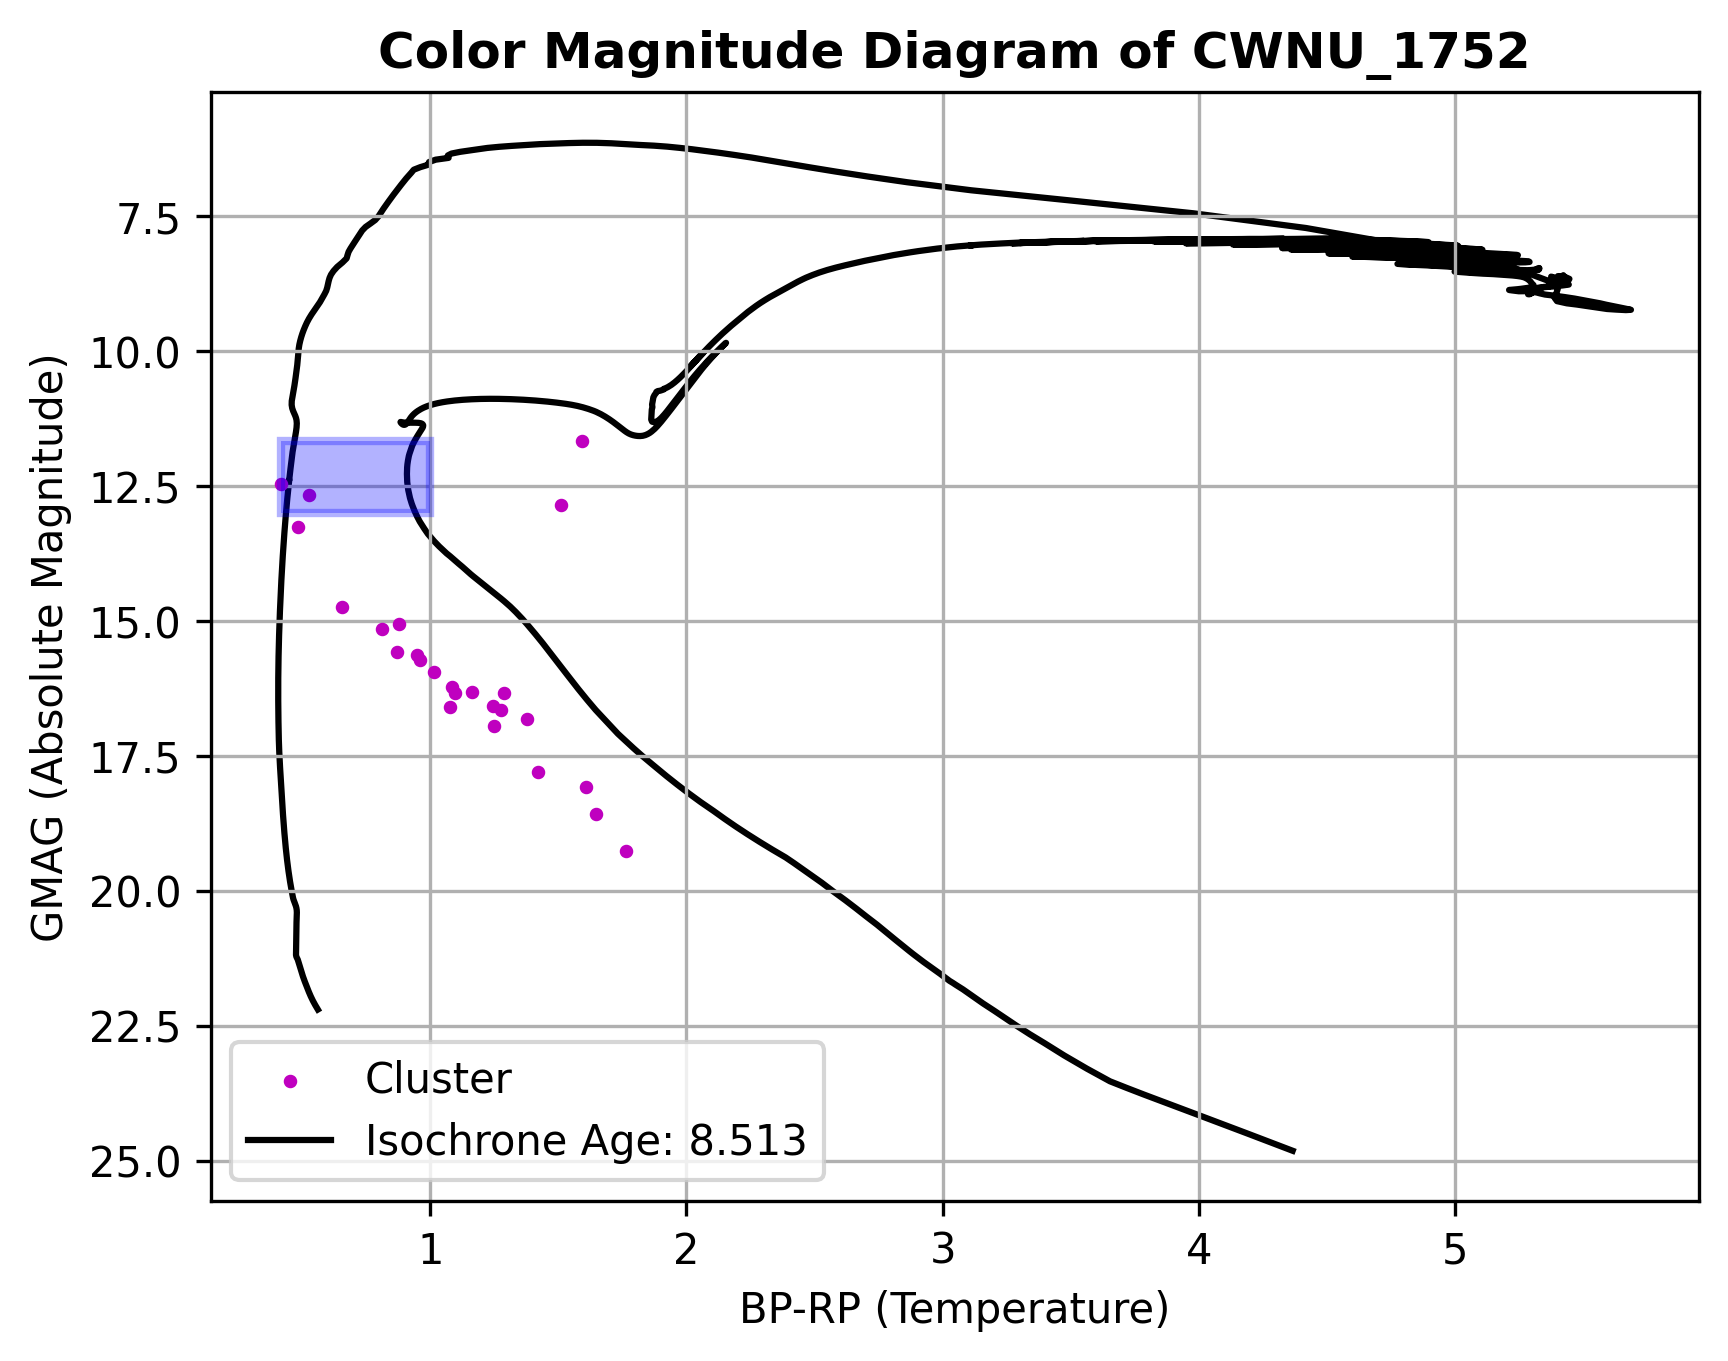 Color Magnitude Diagram of CWNU_1752
GMAG (Absolute Magnitude)
7.5
10.0
12.5
15.0
17.5
20.0
22.5
25.0
Cluster
Isochrone Age: 8.513
1 2 3 4 5
BP-RP (Temperature)